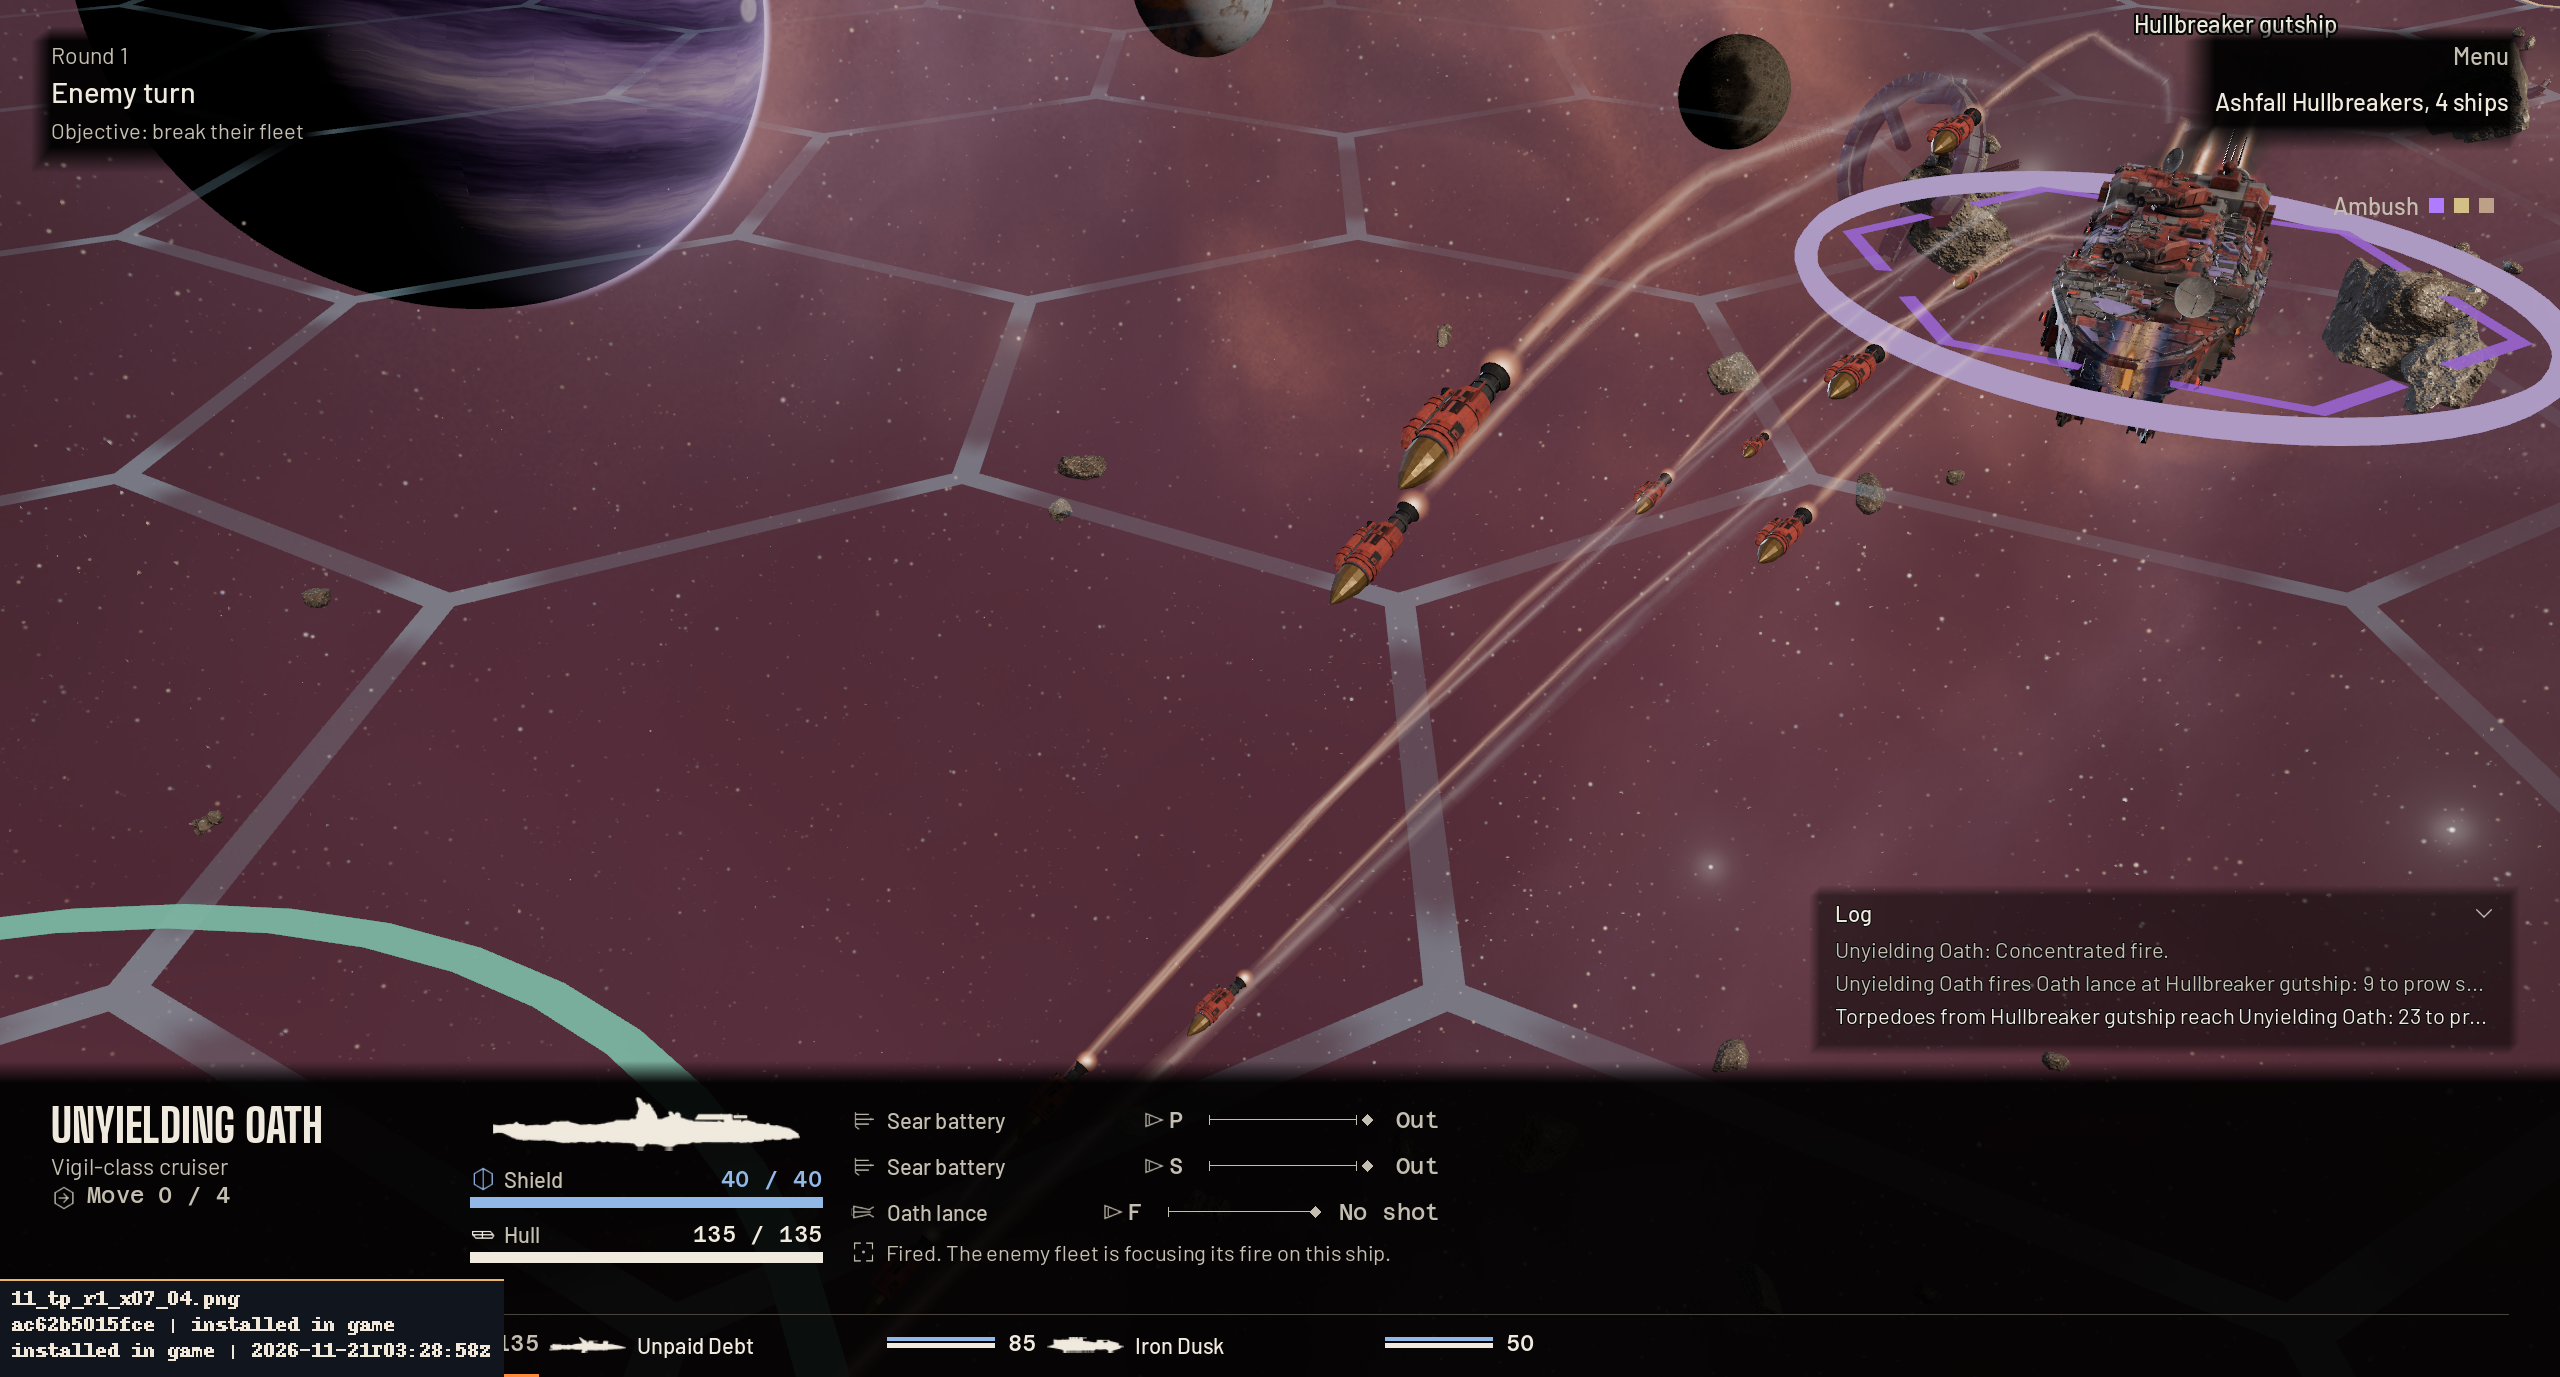 Hullbreaker gutship
Round 1
Enemy turn
Objective: break their fleet
Menu
Ashfall Hullbreakers, 4 ships
Ambush
Log
Unyielding Oath: Concentrated fire.
Unyielding Oath fires Oath lance at Hullbreaker gutship: 9 to prow s...
Torpedoes from Hullbreaker gutship reach Unyielding Oath: 23 to pr...
UNYIELDING OATH
Vigil-class cruiser
Move 0 / 4
Shield 40 / 40
Hull 135 / 135
Sear battery P Out
Sear battery S Out
Oath lance F No shot
Fired. The enemy fleet is focusing its fire on this ship.
11_tp_r1_x07_04.png
ac62b5015fce | installed in game
installed in game | 2026-11-21T03:28:58Z
135 Unpaid Debt 85 Iron Dusk 50